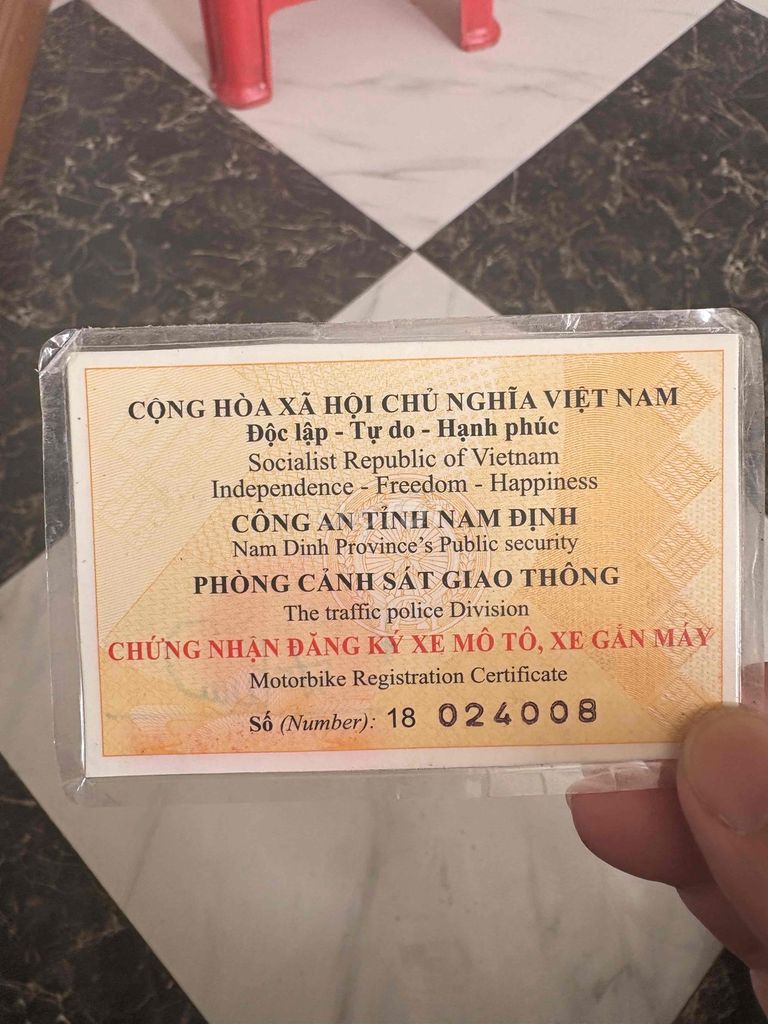 CỘNG HÒA XÃ HỘI CHỦ NGHĨA VIỆT NAM
Độc lập - Tự do - Hạnh phúc
Socialist Republic of Vietnam
Independence - Freedom - Happiness
CÔNG AN TỈNH NAM ĐỊNH
Nam Dinh Province's Public security
PHÒNG CẢNH SÁT GIAO THÔNG
The traffic police Division
CHỨNG NHẬN ĐĂNG KÝ XE MÔ TÔ, XE GẮN MÁY
Motorbike Registration Certificate
Số (Number): 18 024008